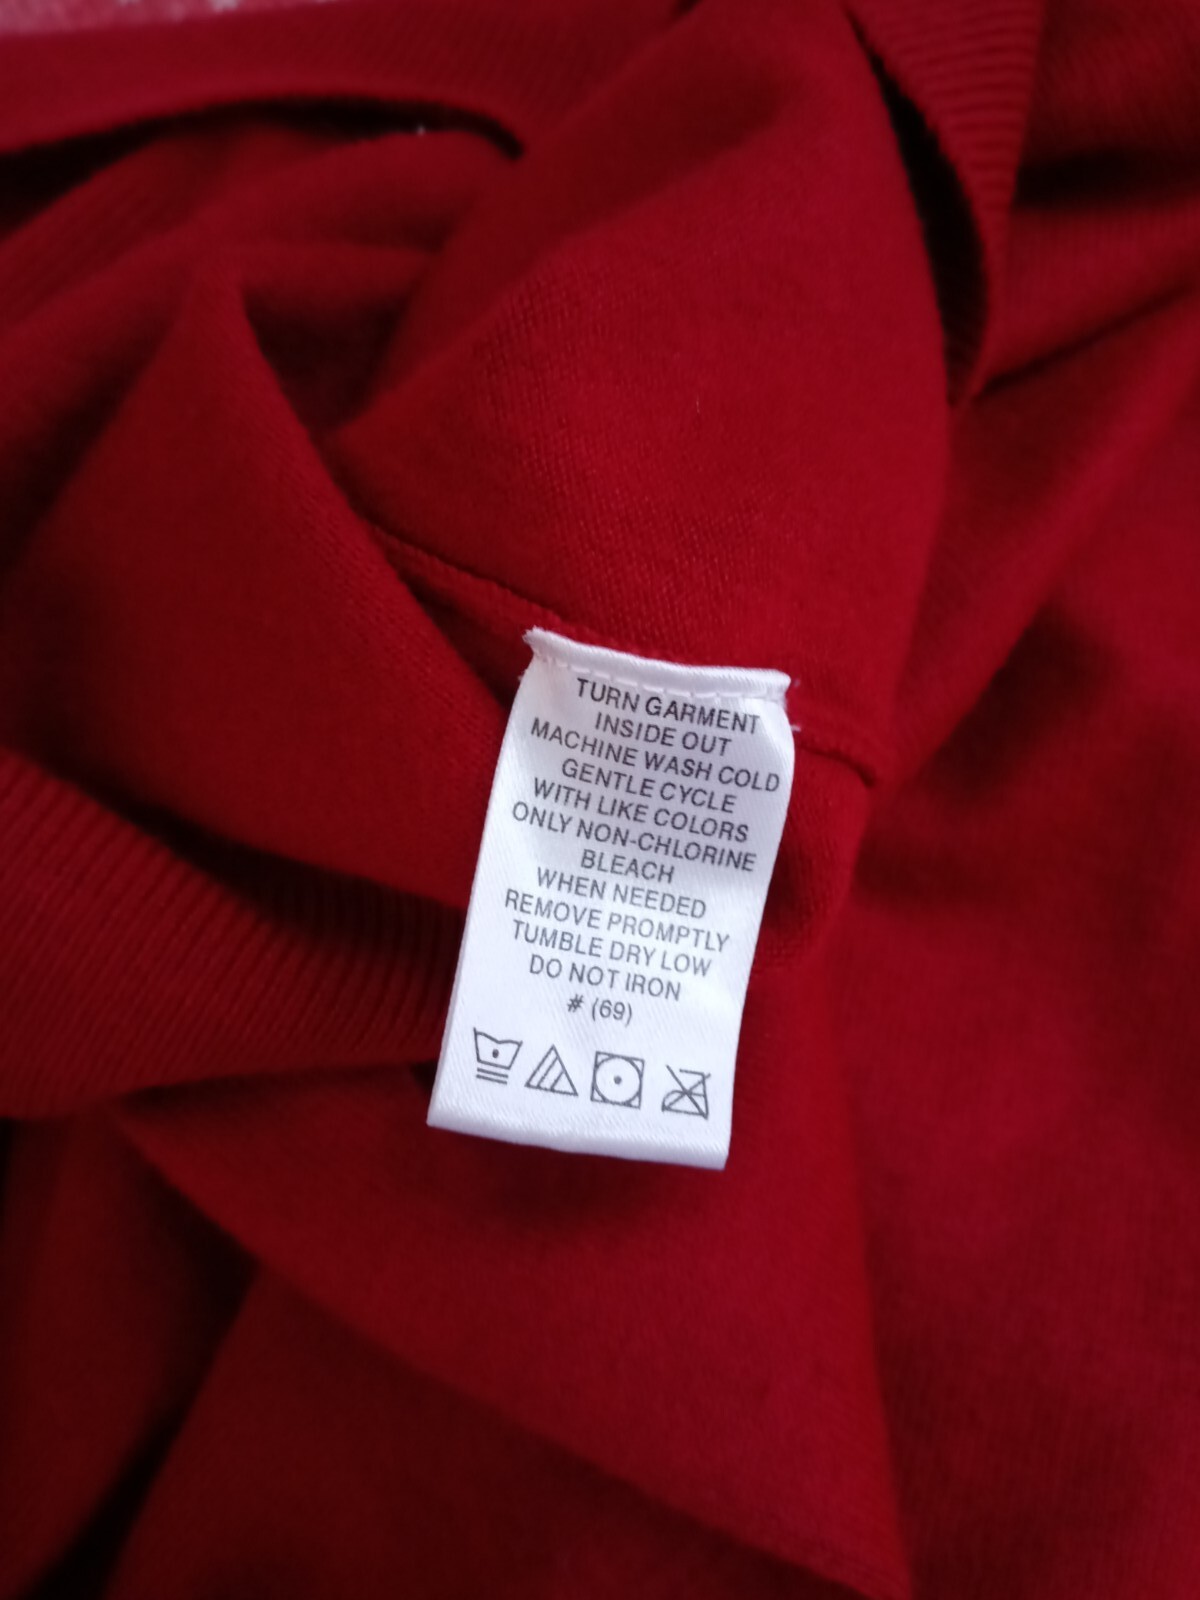 TURN GARMENT
INSIDE OUT
MACHINE WASH COLD
GENTLE CYCLE
WITH LIKE COLORS
ONLY NON-CHLORINE
BLEACH
WHEN NEEDED
REMOVE PROMPTLY
TUMBLE DRY LOW
DO NOT IRON
# (69)